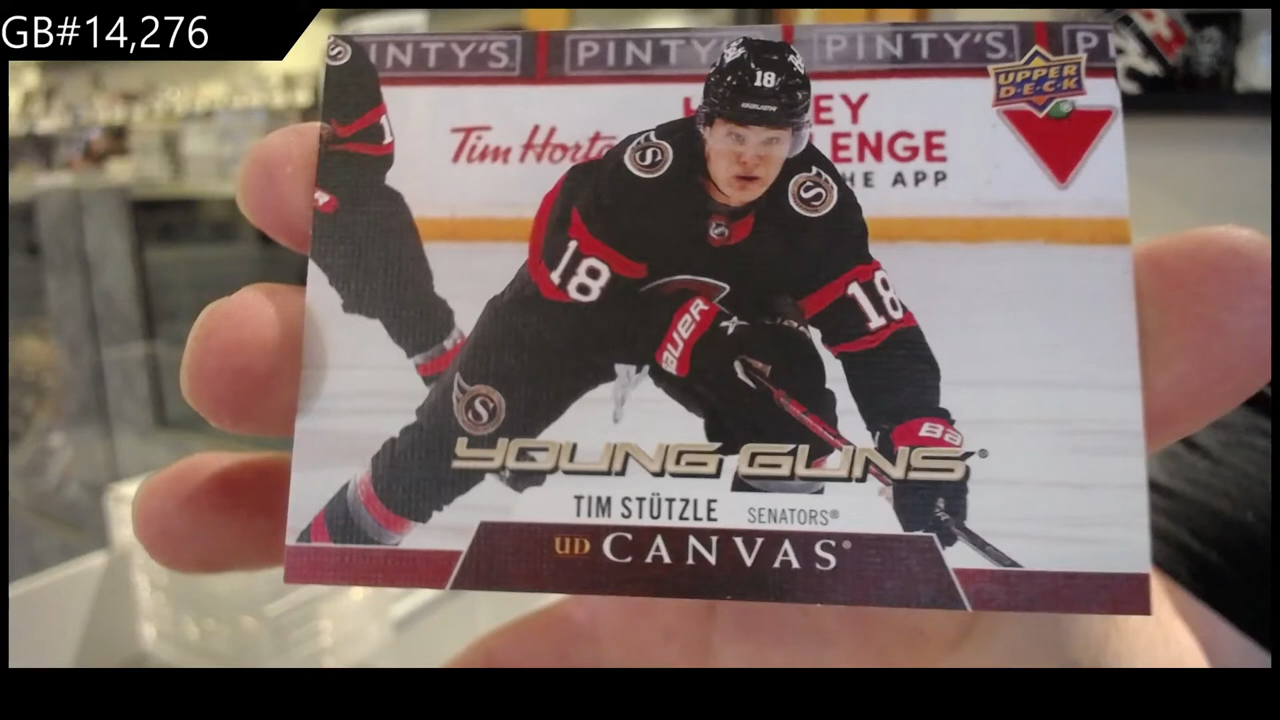 GB#14,276
PINTY'S PINTY'S PINTY'S
UPPER
D·E·C·K
Tim Horto
EY
ENGE
HE APP
18
18
18
BAUER
BAUER
YOUNG GUNS®
TIM STÜTZLE SENATORS®
UD CANVAS®